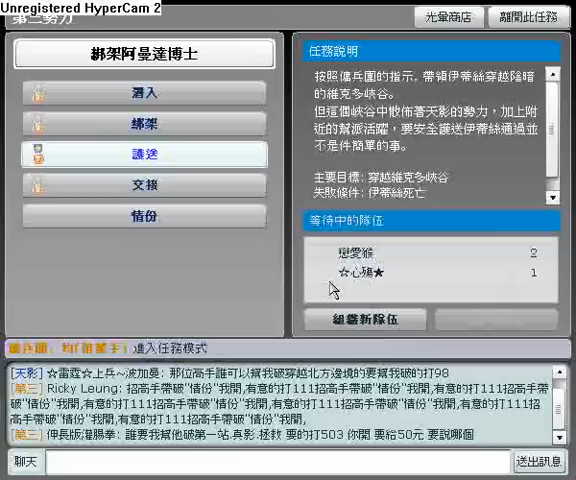 Unregistered HyperCam 2
第三勢力
光暈商店
離開此任務
綁架阿曼達博士
潛入
綁架
護送
交接
情份
任務説明
按照傭兵團的指示, 帶領伊蒂絲穿越陰暗
的維克多峽谷。
但這個峽谷中散佈著天影的勢力, 加上附
近的幫派活躍, 要安全護送伊蒂絲通過並
不是件簡單的事。
主要目標: 穿越維克多峽谷
失敗條件: 伊蒂絲死亡
等待中的隊伍
戀愛猴 2
☆心殤★ 1
組織新隊伍
進入任務模式
[天影] ☆雷霆☆上兵~波加曼: 那位高手誰可以幫我破穿越北方邊境的要幫我破的打98
[第三] Ricky Leung: 招高手帶破"情份"我開,有意的打111招高手帶破"情份"我開,有意的打111招高手帶
破"情份"我開,有意的打111招高手帶破"情份"我開,有意的打111招高手帶破"情份"我開,有意的打111招
高手帶破"情份"我開,有意的打111招高手帶破"情份"我開,
[第三] 伸長版灌腸拳: 誰要我幫他破第一站.真影.拯救 要的打503 你開 要給50元 要説哪個
聊天
送出訊息